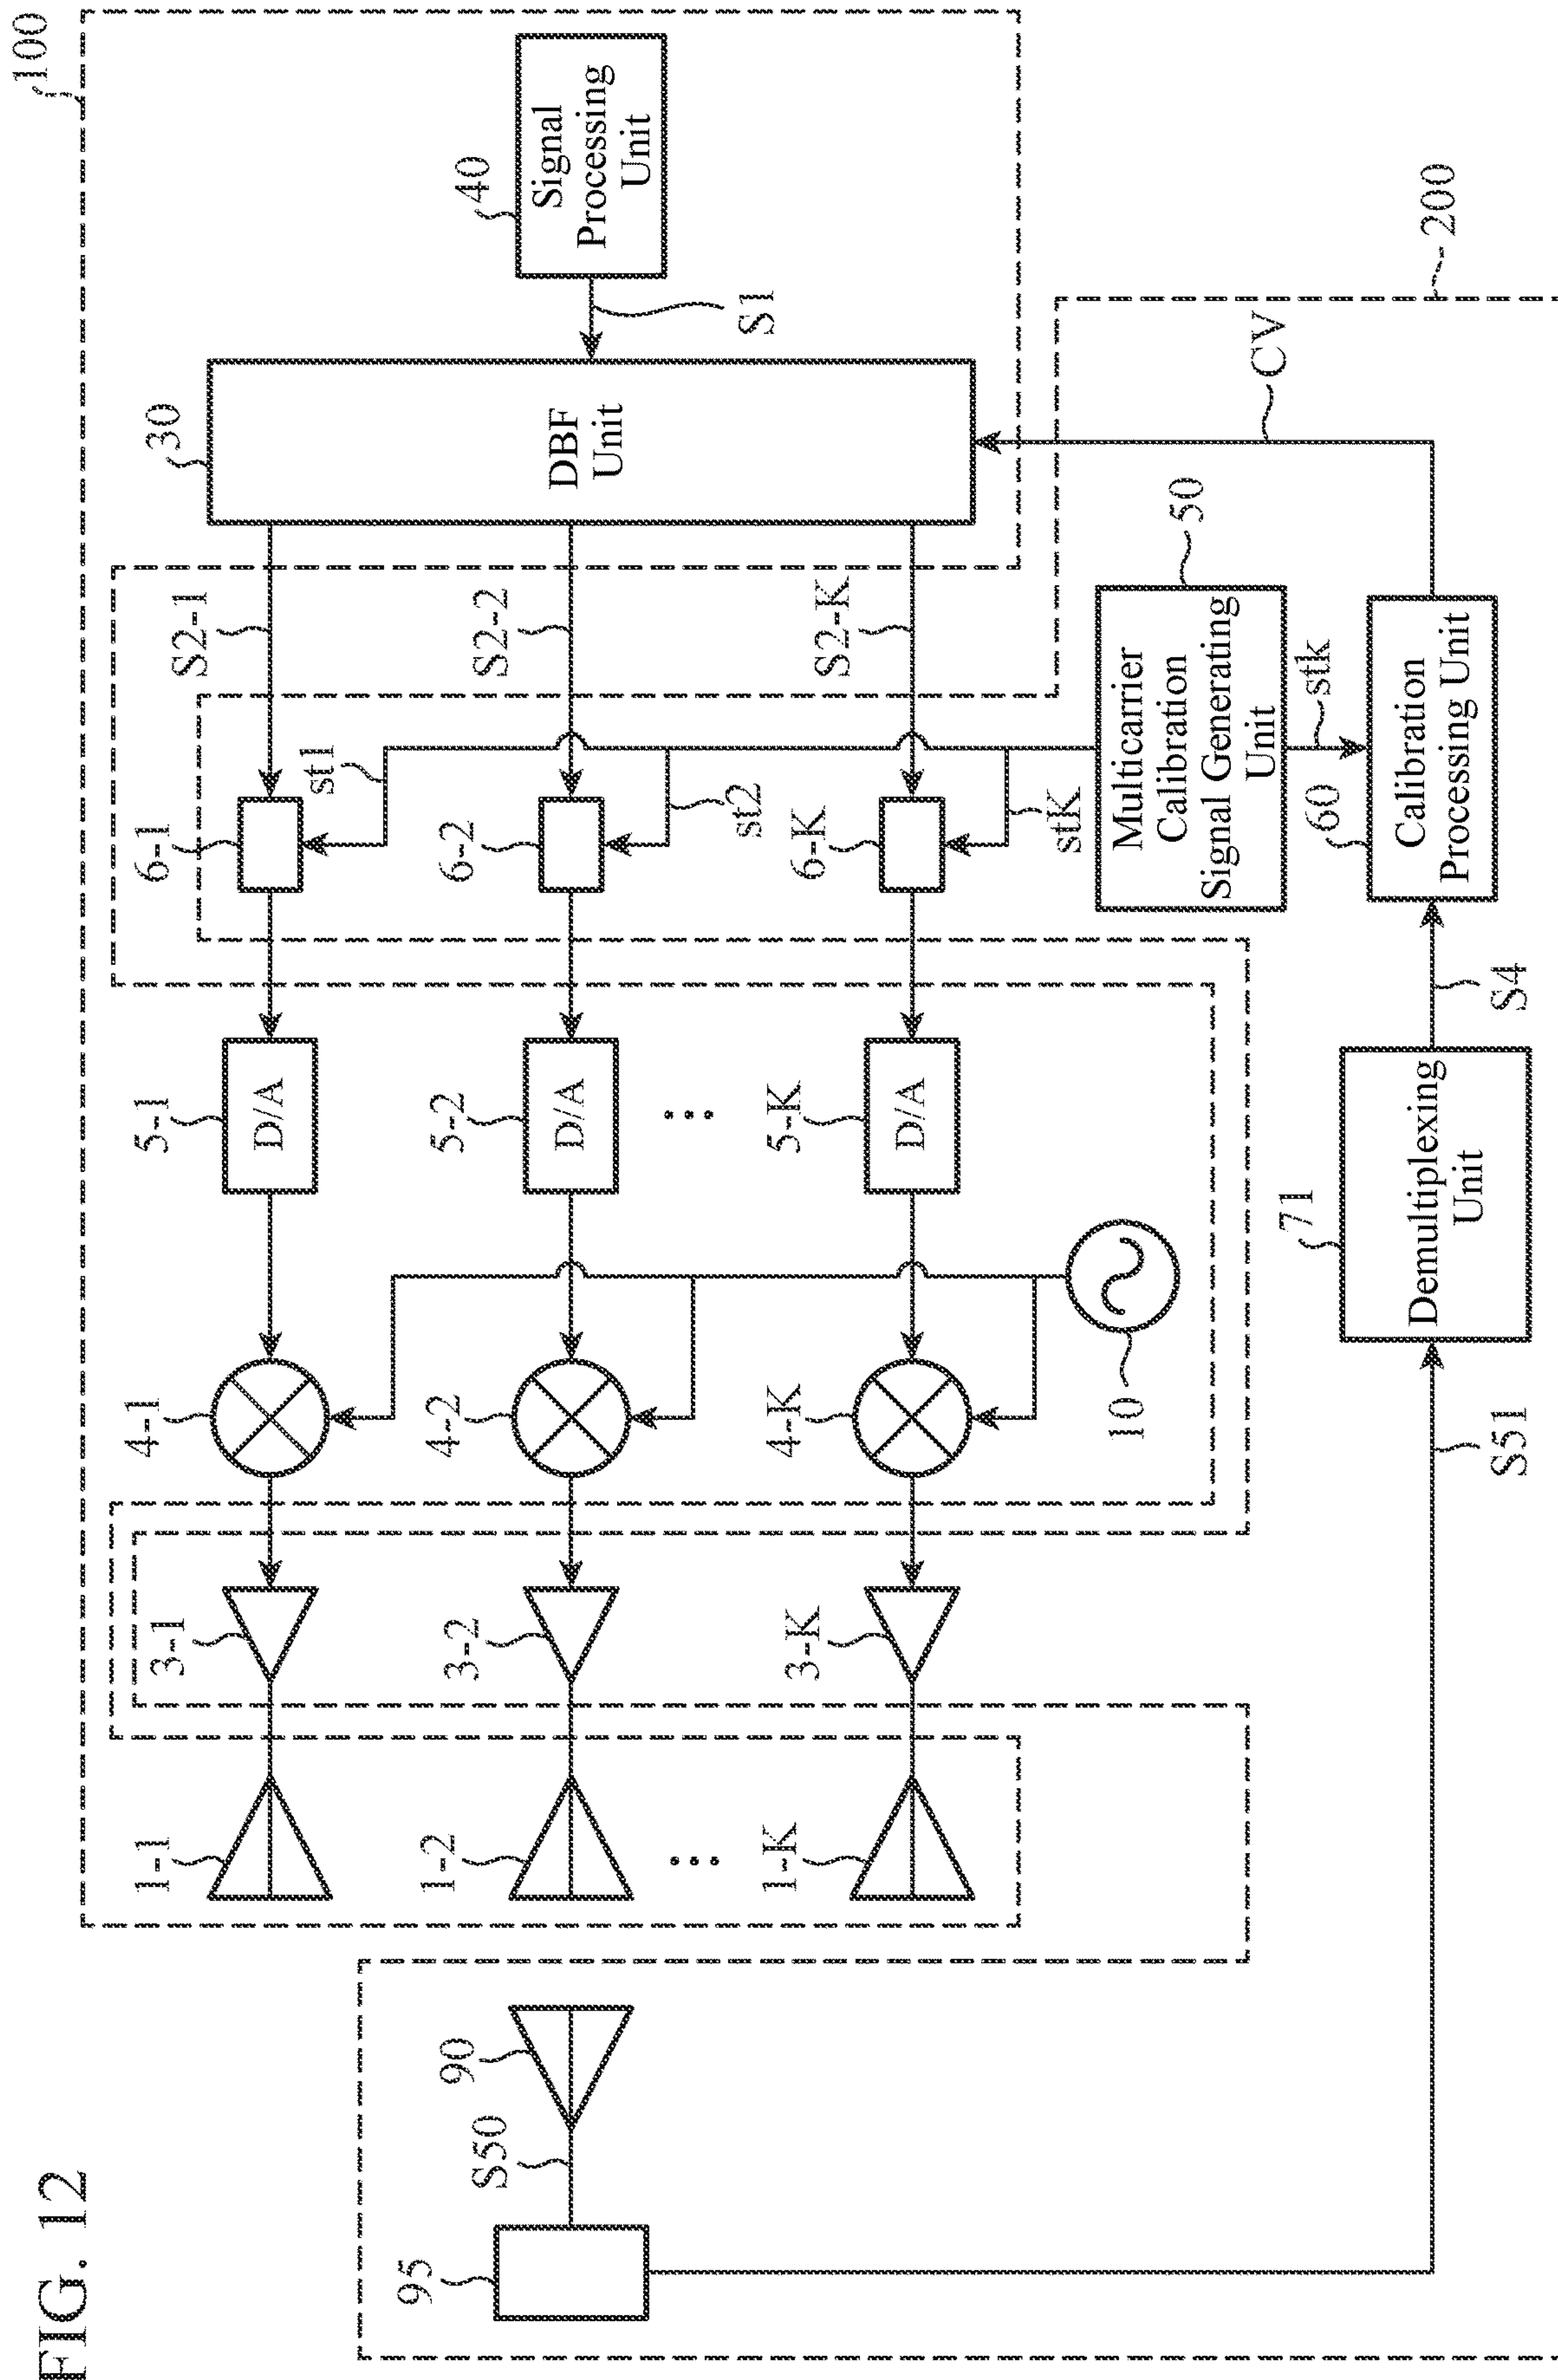 FIG. 12
100
1-1
3-1
4-1
5-1
D/A
6-1
st1
S2-1
30
DBF
Unit
S1
40
Signal
Processing
Unit
95
S50
90
1-2
3-2
4-2
5-2
D/A
6-2
st2
S2-2
1-K
3-K
4-K
5-K
D/A
6-K
stK
S2-K
10
Multicarrier
Calibration
Signal Generating
Unit
50
stk
CV
200
S51
71
Demultiplexing
Unit
S4
60
Calibration
Processing Unit